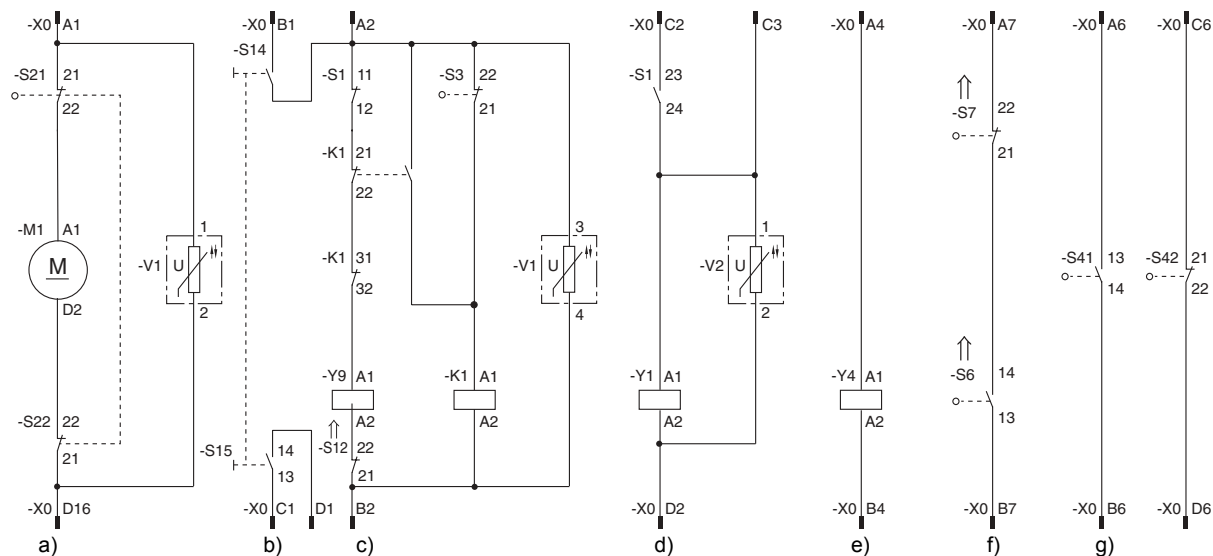 -X0 A1
-X0 B1
A2
-X0 C2
C3
-X0 A4
-X0 A7
-X0 A6
-X0 C6
-S14
-S21 21
22
-S1 11
12
-S3 22
21
-S1 23
24
-S7 22
21
-K1 21
22
-M1 A1
M
D2
1
-V1 U
2
-K1 31
32
3
-V1 U
4
1
-V2 U
2
-S41 13
14
-S42 21
22
-Y9 A1
A2
-K1 A1
A2
-Y1 A1
A2
-Y4 A1
A2
-S6 14
13
-S22 22
21
-S15 14
13
-S12 22
21
-X0 D16
-X0 C1
D1
B2
-X0 D2
-X0 B4
-X0 B7
-X0 B6
-X0 D6
a) b) c) d) e) f) g)